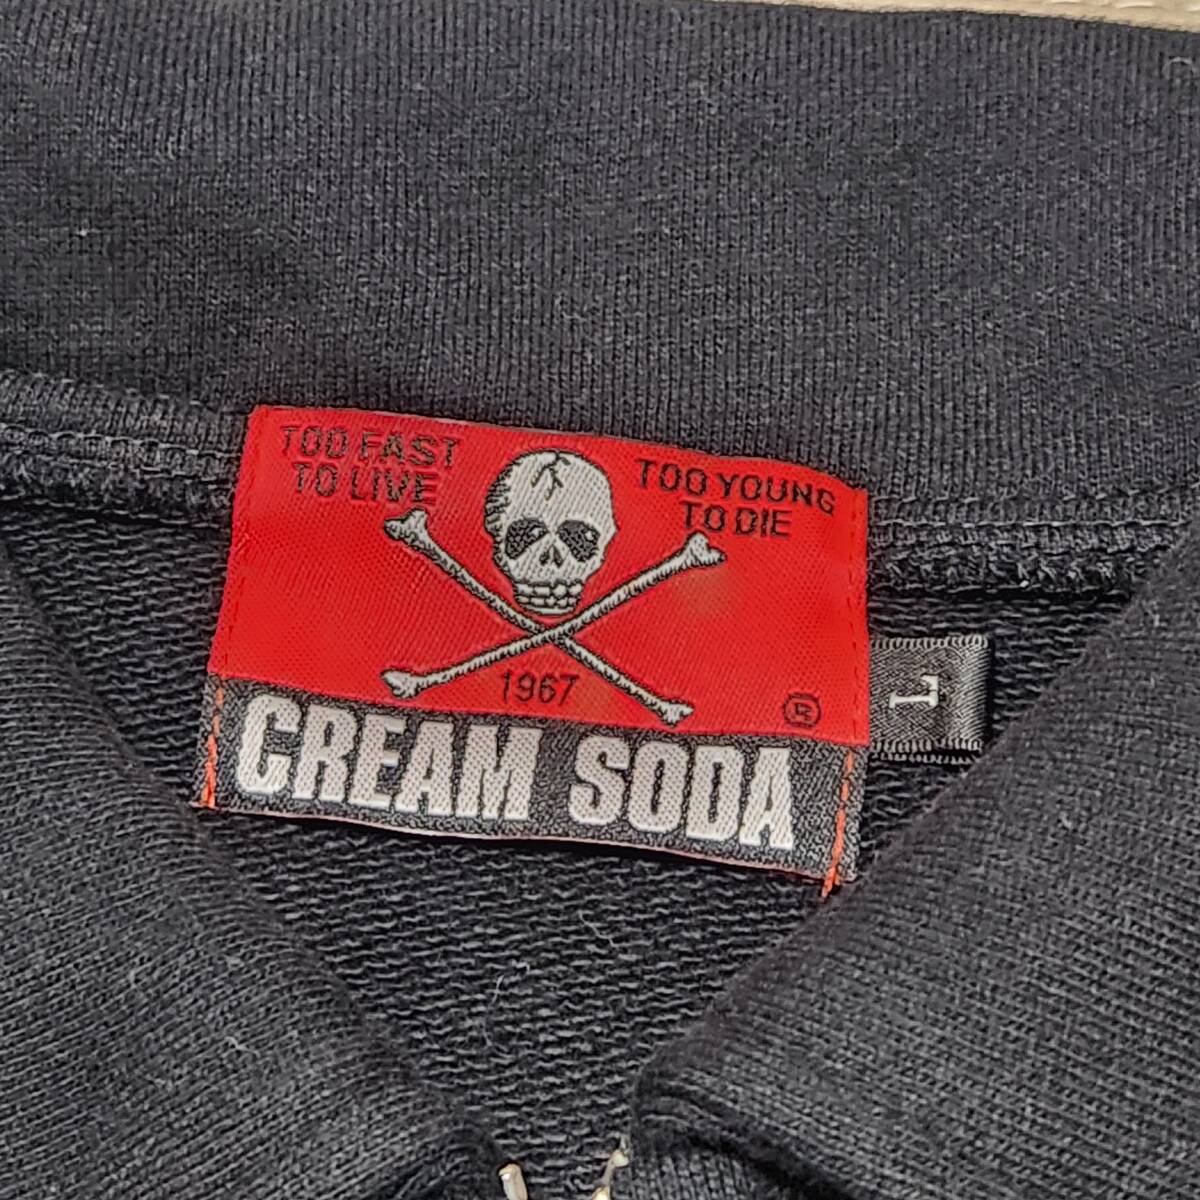 TOO FAST
TO LIVE
TOO YOUNG
TO DIE
1967
®
CREAM SODA
L